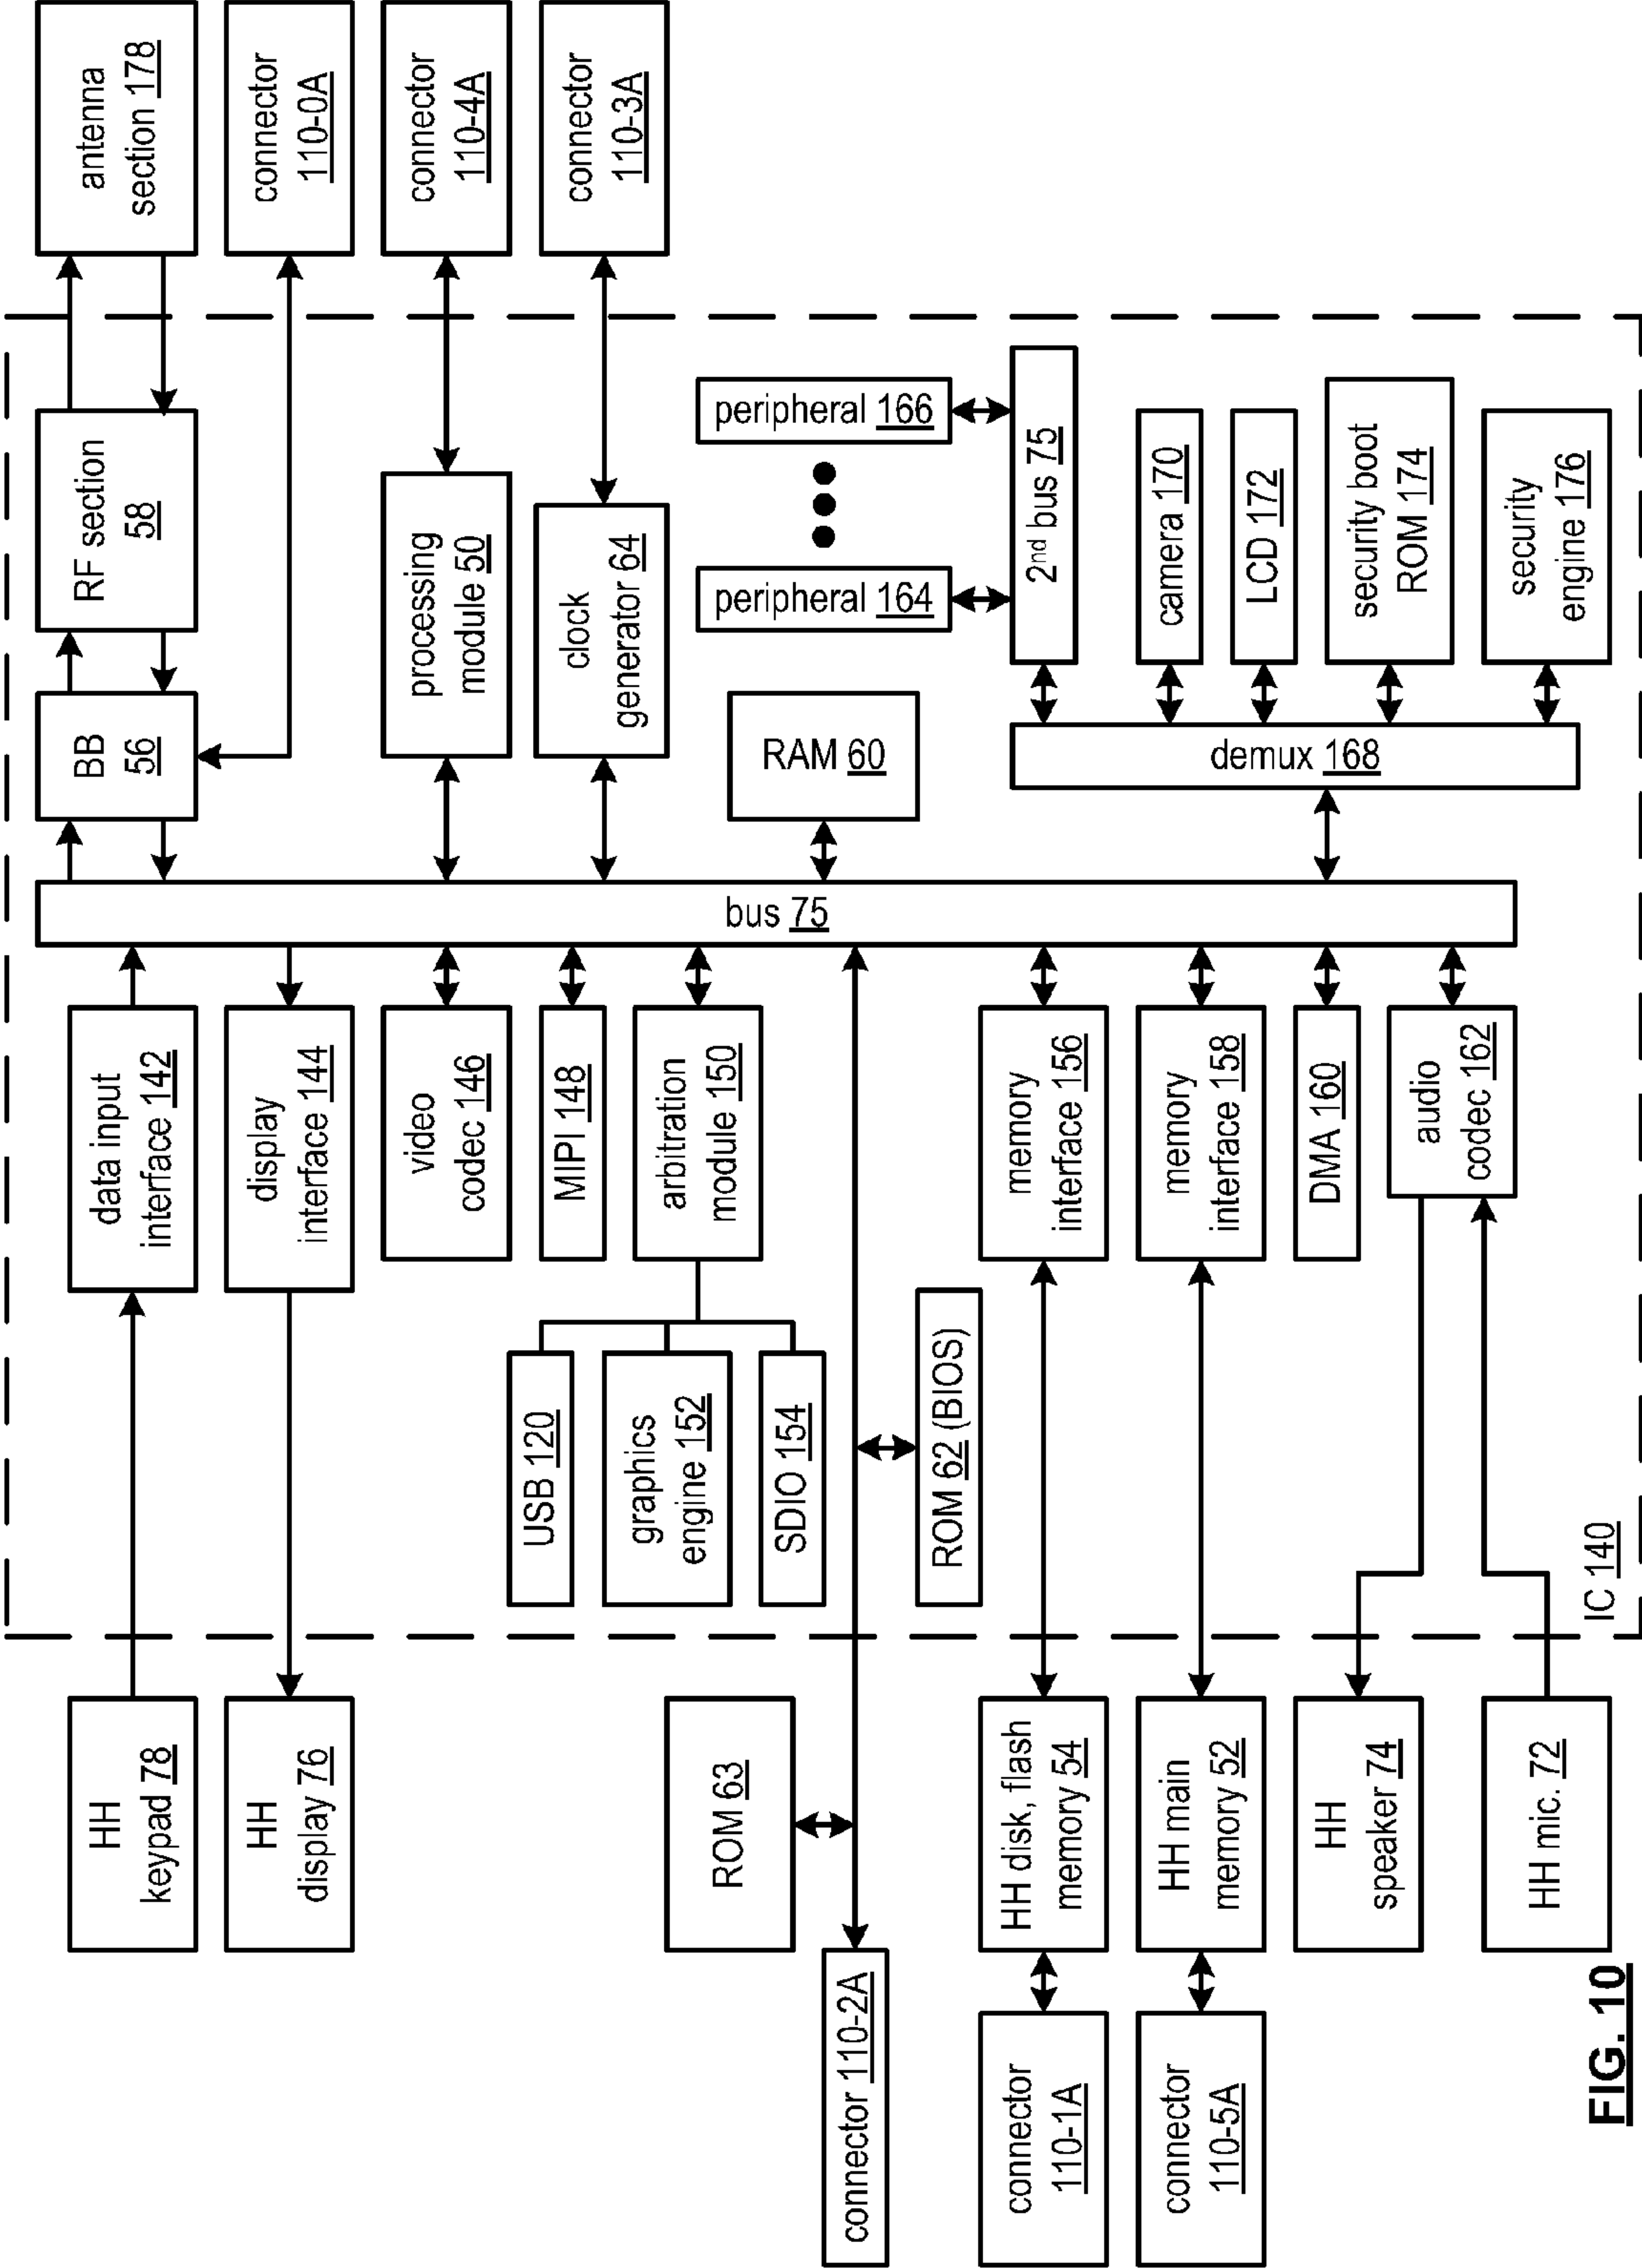 antenna
section 178
connector
110-0A
connector
110-4A
connector
110-3A
RF section
58
BB
56
processing
module 50
clock
generator 64
RAM 60
peripheral 166
peripheral 164
2nd bus 75
camera 170
LCD 172
security boot
ROM 174
security
engine 176
demux 168
bus 75
data input
interface 142
display
interface 144
video
codec 146
MIPI 148
arbitration
module 150
USB 120
graphics
engine 152
SDIO 154
ROM 62 (BIOS)
memory
interface 156
memory
interface 158
DMA 160
audio
codec 162
IC 140
HH
keypad 78
HH
display 76
ROM 63
connector 110-2A
HH disk, flash
memory 54
HH main
memory 52
HH
speaker 74
HH mic. 72
connector
110-1A
connector
110-5A
FIG. 10